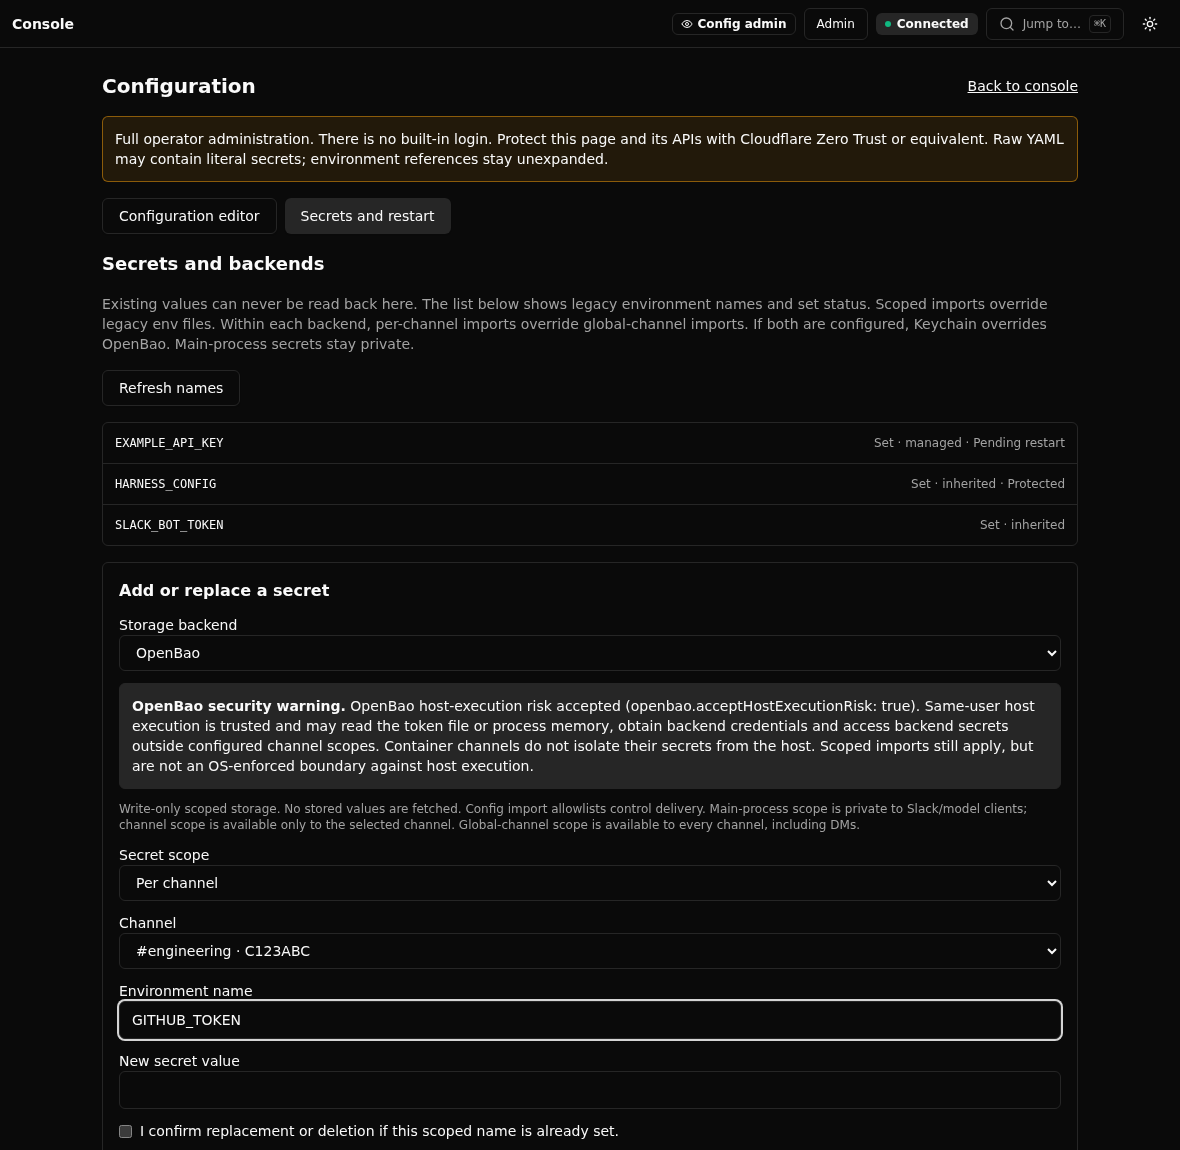 Console
Config admin
Admin
Connected
Jump to...
⌘K
Configuration
Back to console
Full operator administration. There is no built-in login. Protect this page and its APIs with Cloudflare Zero Trust or equivalent. Raw YAML
may contain literal secrets; environment references stay unexpanded.
Configuration editor
Secrets and restart
Secrets and backends
Existing values can never be read back here. The list below shows legacy environment names and set status. Scoped imports override
legacy env files. Within each backend, per-channel imports override global-channel imports. If both are configured, Keychain overrides
OpenBao. Main-process secrets stay private.
Refresh names
EXAMPLE_API_KEY
Set · managed · Pending restart
HARNESS_CONFIG
Set · inherited · Protected
SLACK_BOT_TOKEN
Set · inherited
Add or replace a secret
Storage backend
OpenBao
OpenBao security warning. OpenBao host-execution risk accepted (openbao.acceptHostExecutionRisk: true). Same-user host
execution is trusted and may read the token file or process memory, obtain backend credentials and access backend secrets
outside configured channel scopes. Container channels do not isolate their secrets from the host. Scoped imports still apply, but
are not an OS-enforced boundary against host execution.
Write-only scoped storage. No stored values are fetched. Config import allowlists control delivery. Main-process scope is private to Slack/model clients;
channel scope is available only to the selected channel. Global-channel scope is available to every channel, including DMs.
Secret scope
Per channel
Channel
#engineering · C123ABC
Environment name
GITHUB_TOKEN
New secret value
I confirm replacement or deletion if this scoped name is already set.